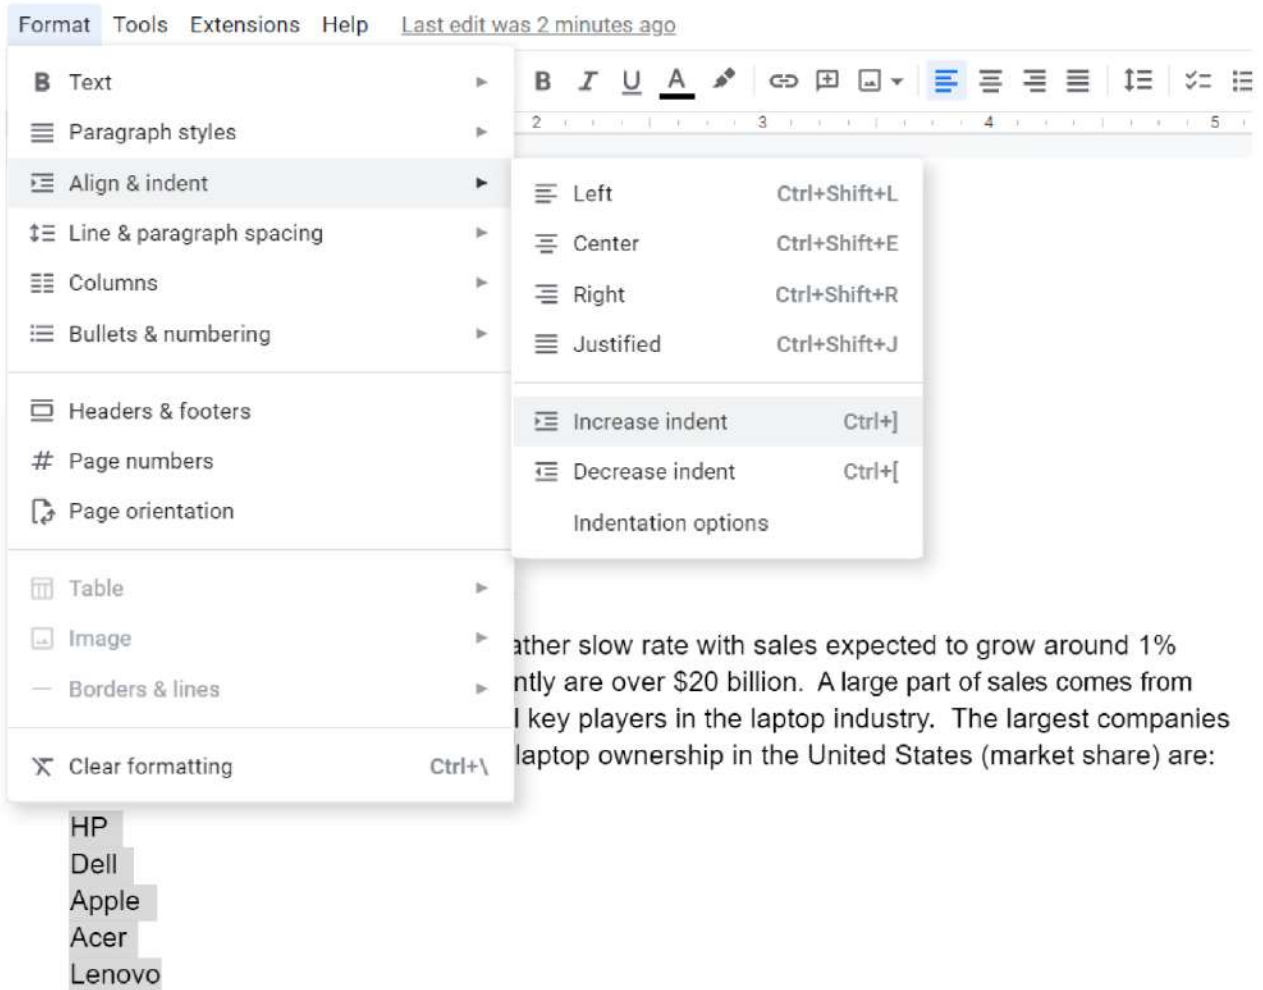 Format Tools Extensions Help Last edit was 2 minutes ago
B Text
B I U A
2 3 4 5
Paragraph styles
Align & indent
Line & paragraph spacing
Columns
Bullets & numbering
Headers & footers
# Page numbers
Page orientation
Table
Image
Borders & lines
Clear formatting Ctrl+\
Left Ctrl+Shift+L
Center Ctrl+Shift+E
Right Ctrl+Shift+R
Justified Ctrl+Shift+J
Increase indent Ctrl+]
Decrease indent Ctrl+[
Indentation options
ather slow rate with sales expected to grow around 1%
ntly are over $20 billion.  A large part of sales comes from
l key players in the laptop industry.  The largest companies
laptop ownership in the United States (market share) are:
HP
Dell
Apple
Acer
Lenovo